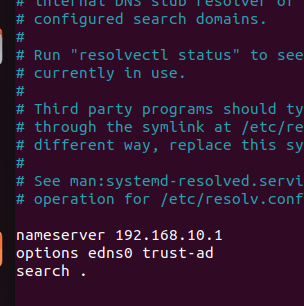 # internal DNS stub resolver of
# configured search domains.
#
# Run "resolvectl status" to see
# currently in use.
#
# Third party programs should ty
# through the symlink at /etc/re
# different way, replace this sy
#
# See man:systemd-resolved.servi
# operation for /etc/resolv.conf

nameserver 192.168.10.1
options edns0 trust-ad
search .